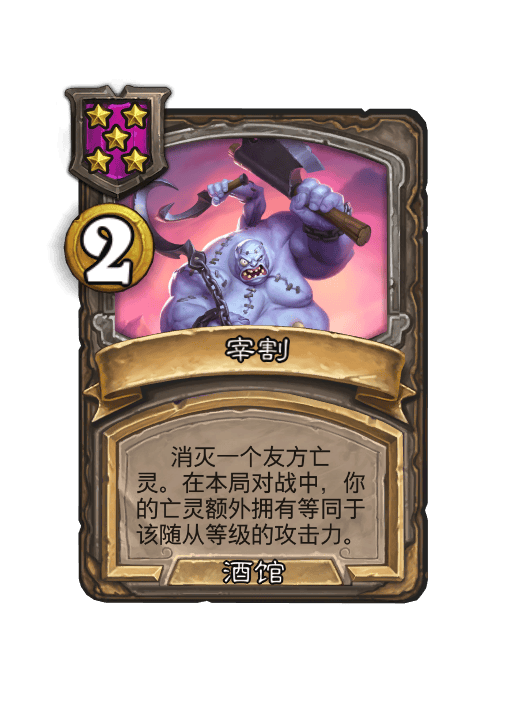 2
宰割
消灭一个友方亡
灵。在本局对战中，你
的亡灵额外拥有等同于
该随从等级的攻击力。
酒馆